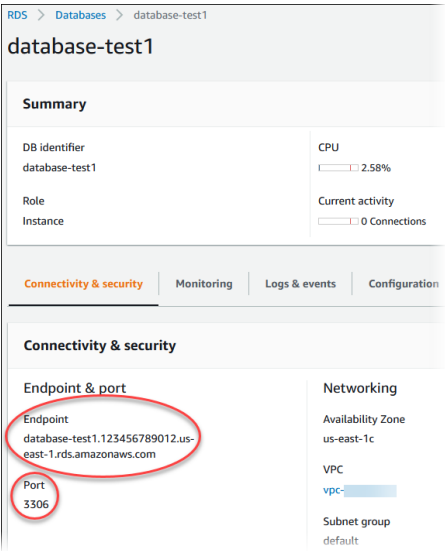 RDS > Databases > database-test1
database-test1
Summary
DB identifier
database-test1
CPU
2.58%
Role
Instance
Current activity
0 Connections
Connectivity & security
Monitoring
Logs & events
Configuration
Connectivity & security
Endpoint & port
Endpoint
database-test1.123456789012.us-
east-1.rds.amazonaws.com
Port
3306
Networking
Availability Zone
us-east-1c
VPC
vpc-
Subnet group
default